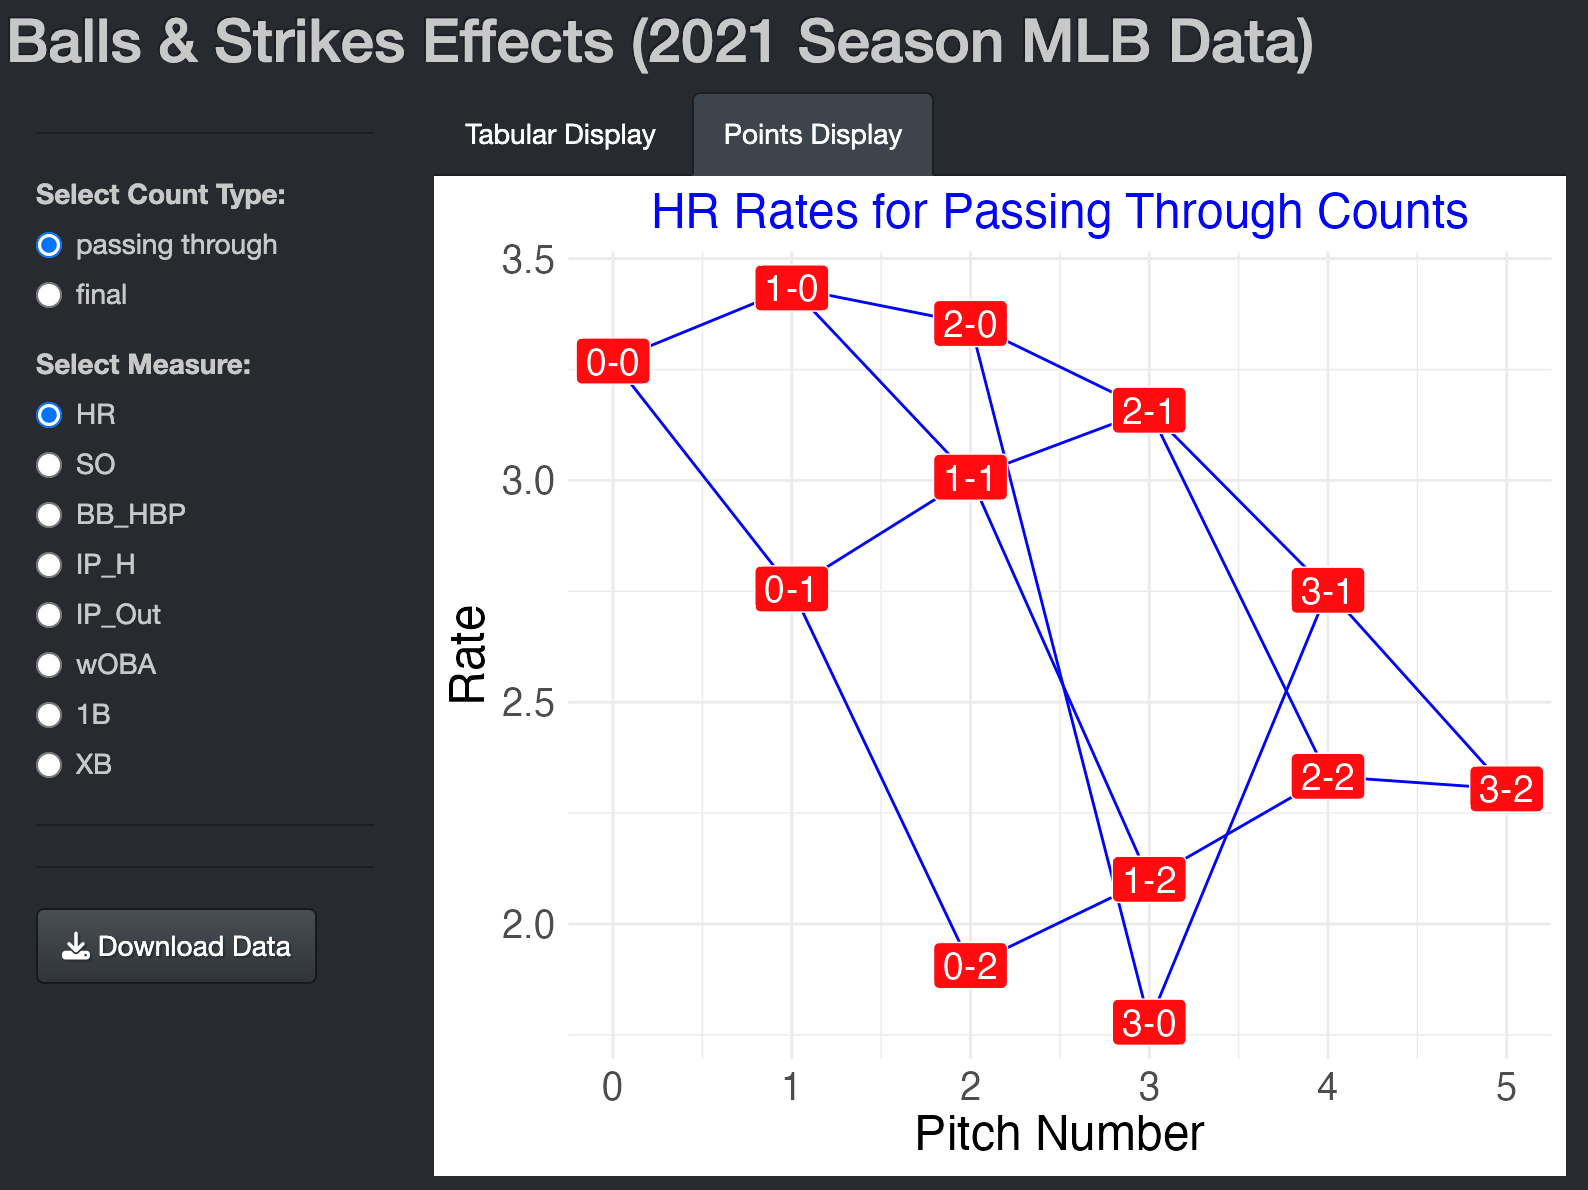 Balls & Strikes Effects (2021 Season MLB Data)
Tabular Display
Points Display
Select Count Type:
passing through
final
Select Measure:
HR
SO
BB_HBP
IP_H
IP_Out
wOBA
1B
XB
Download Data
HR Rates for Passing Through Counts
3.5
3.0
2.5
2.0
Rate
0-0
1-0
2-0
2-1
1-1
0-1
3-1
2-2
3-2
1-2
0-2
3-0
0 1 2 3 4 5
Pitch Number